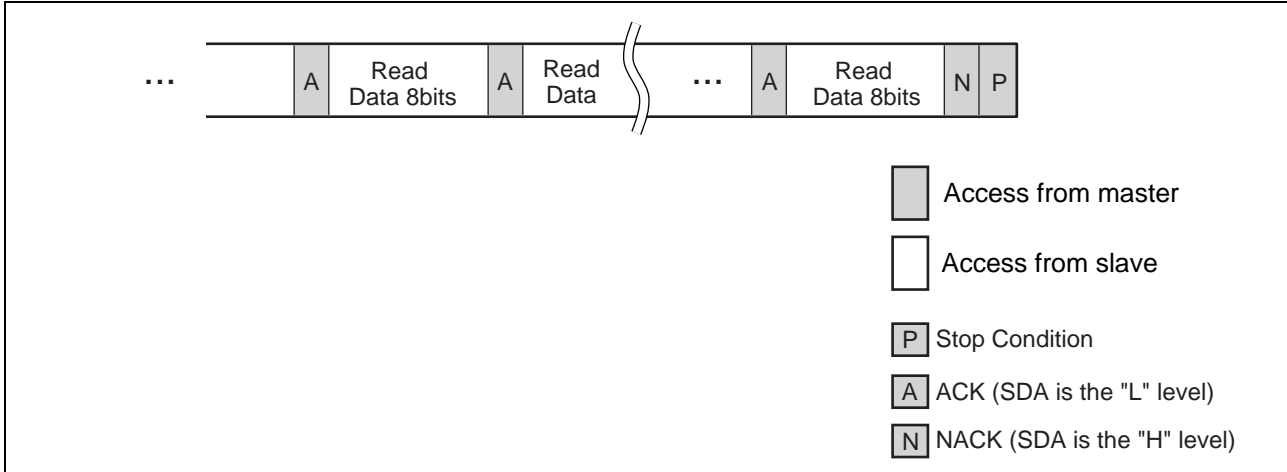 ... A Read Data 8bits A Read Data ... A Read Data 8bits N P
Access from master
Access from slave
P Stop Condition
A ACK (SDA is the "L" level)
N NACK (SDA is the "H" level)